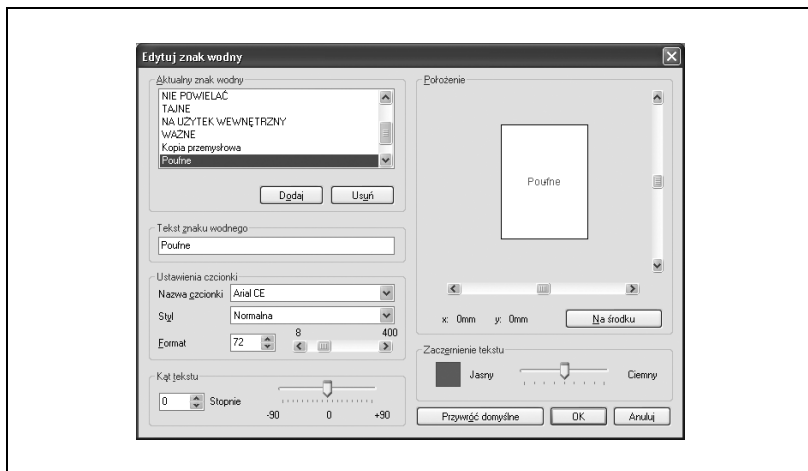 Edytuj znak wodny
Aktualny znak wodny
NIE POWIELAĆ
TAJNE
NA UŻYTEK WEWNĘTRZNY
WAŻNE
Kopia przemysłowa
Poufne
Dodaj Usuń
Tekst znaku wodnego
Poufne
Ustawienia czcionki
Nazwa czcionki Arial CE
Styl Normalna
Format 72 8 400
Kąt tekstu
0 Stopnie
-90 0 +90
Położenie
Poufne
x: 0mm y: 0mm Na środku
Zaczernienie tekstu
Jasny Ciemny
Przywróć domyślne OK Anuluj